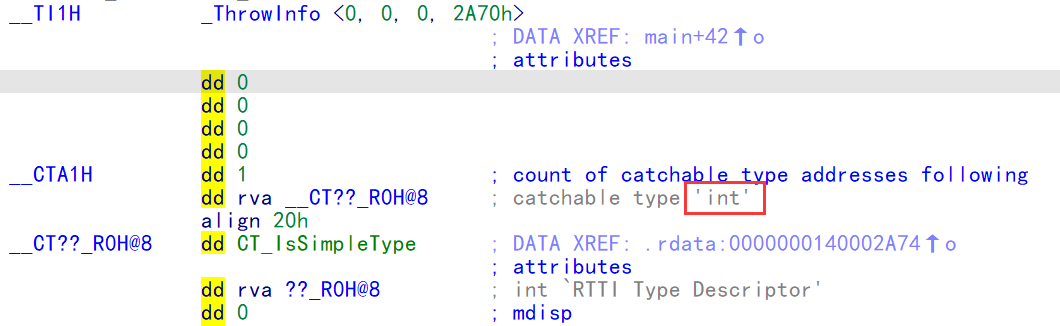 __TI1H _ThrowInfo <0, 0, 0, 2A70h>
; DATA XREF: main+42↑o
; attributes
dd 0
dd 0
dd 0
dd 0
__CTA1H dd 1 ; count of catchable type addresses following
dd rva __CT??_R0H@8 ; catchable type 'int'
align 20h
__CT??_R0H@8 dd CT_IsSimpleType ; DATA XREF: .rdata:0000000140002A74↑o
; attributes
dd rva ??_R0H@8 ; int `RTTI Type Descriptor'
dd 0 ; mdisp